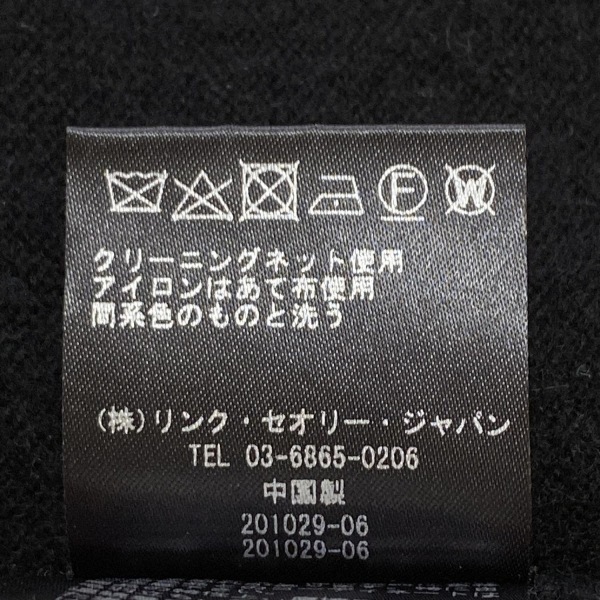 F W
クリーニングネット使用
アイロンはあて布使用
同系色のものと洗う
(株)リンク・セオリー・ジャパン
TEL 03-6865-0206
中国製
201029-06
201029-06